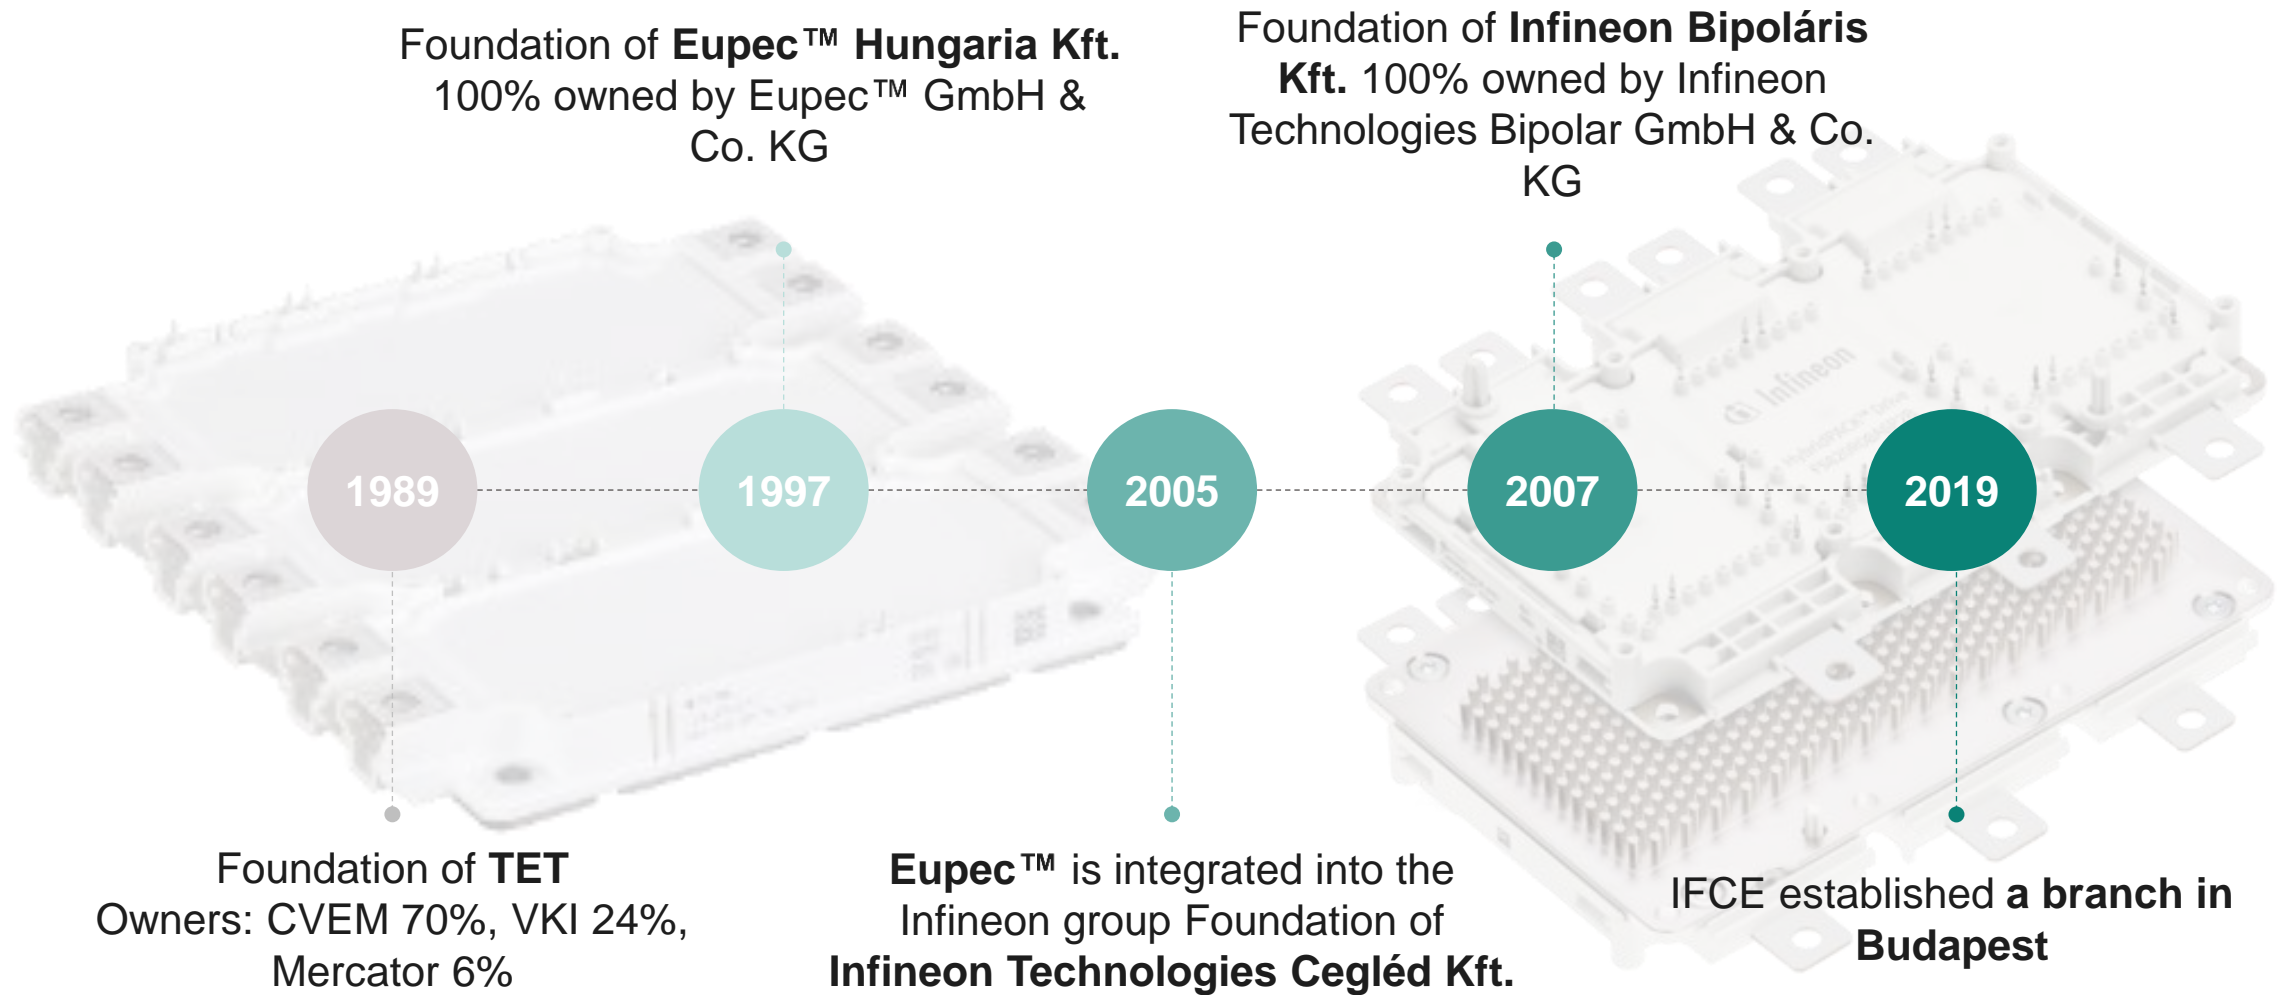 Foundation of Eupec™ Hungaria Kft.
100% owned by Eupec™ GmbH &
Co. KG
Foundation of Infineon Bipoláris
Kft. 100% owned by Infineon
Technologies Bipolar GmbH & Co.
KG
Infineon
1989
1997
2005
2007
2019
Foundation of TET
Owners: CVEM 70%, VKI 24%,
Mercator 6%
Eupec™ is integrated into the
Infineon group Foundation of
Infineon Technologies Cegléd Kft.
IFCE established a branch in
Budapest